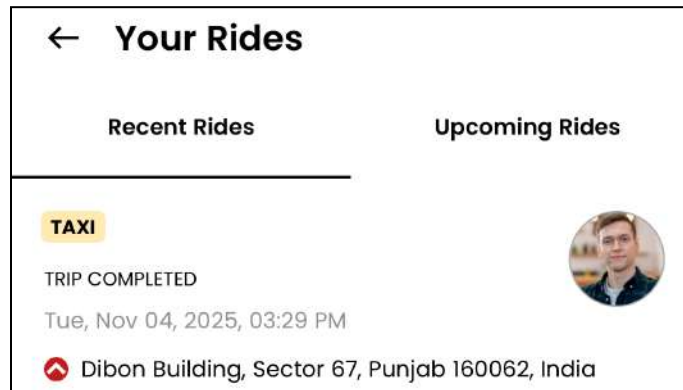 Your Rides
Recent Rides
Upcoming Rides
TAXI
TRIP COMPLETED
Tue, Nov 04, 2025, 03:29 PM
Dibon Building, Sector 67, Punjab 160062, India